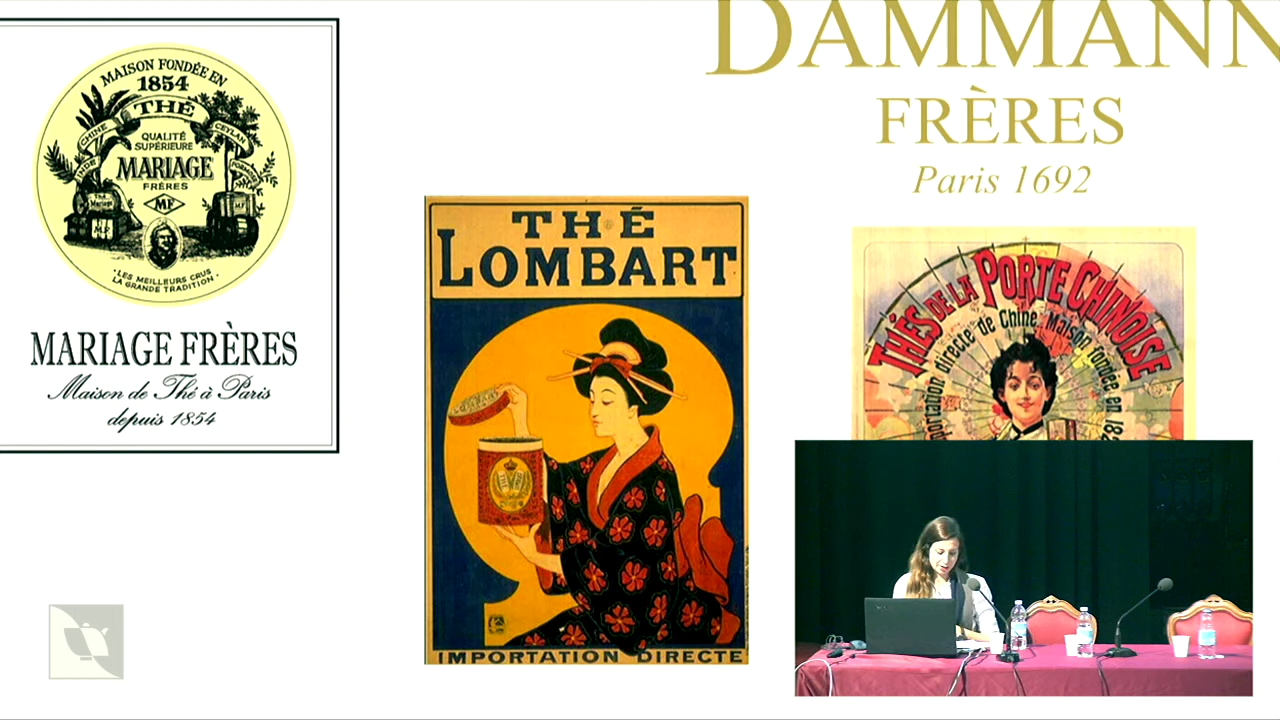 MAISON FONDÉE EN
1854
THÉ
CHINE
CEYLAN
INDE
FORMOSE
QUALITÉ
SUPÉRIEURE
MARIAGE
FRÈRES
MF
"LES MEILLEURS CRUS
LA GRANDE TRADITION"
MARIAGE FRÈRES
Maison de Thé à Paris
depuis 1854
THÉ
LOMBART
IMPORTATION DIRECTE
DAMMANN
FRÈRES
Paris 1692
THÉS DE LA PORTE CHINOISE
directe de Chine Maison fondée en